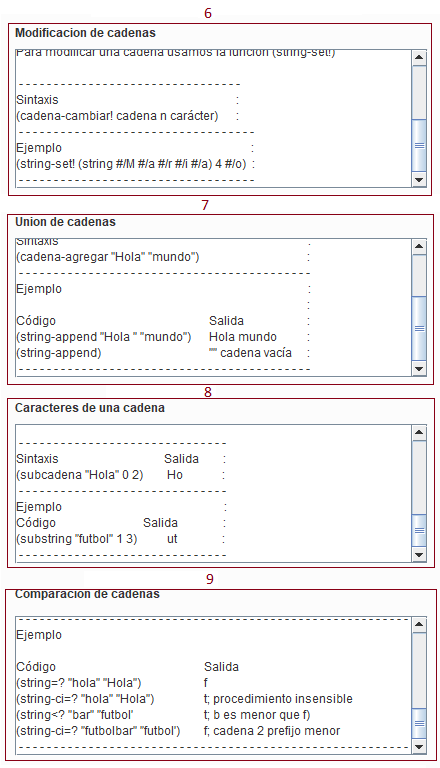 6
Modificacion de cadenas
Para modificar una cadena usamos la función (string-set!)
- - - - - - - - - - - - - - - - - - - - - - - - - - - - - - - -
Sintaxis :
(cadena-cambiar! cadena n carácter) :
- - - - - - - - - - - - - - - - - - - - - - - - - - - - - - - - - -
Ejemplo :
(string-set! (string #/M #/a #/r #/i #/a) 4 #/o) :
- - - - - - - - - - - - - - - - - - - - - - - - - - - - - - - - - -
7
Union de cadenas
Sintaxis :
(cadena-agregar "Hola" "mundo") :
- - - - - - - - - - - - - - - - - - - - - - - - - - - - - - - - - - - - - - - - - -
Ejemplo :
:
Código Salida :
(string-append "Hola " "mundo") Hola mundo :
(string-append) "" cadena vacía :
- - - - - - - - - - - - - - - - - - - - - - - - - - - - - - - - - - - - - - - - - -
8
Caracteres de una cadena
- - - - - - - - - - - - - - - - - - - - - - - - - - - - - -
Sintaxis Salida :
(subcadena "Hola" 0 2) Ho :
- - - - - - - - - - - - - - - - - - - - - - - - - - - - - -
Ejemplo :
Código Salida :
(substring "futbol" 1 3) ut :
- - - - - - - - - - - - - - - - - - - - - - - - - - - - - -
9
Comparacion de cadenas
- - - - - - - - - - - - - - - - - - - - - - - - - - - - - - - - - - - - - - - - - - - - - - - - - - - - - - - -
Ejemplo
Código Salida
(string=? "hola" "Hola") f
(string-ci=? "hola" "Hola") t; procedimiento insensible
(string<? "bar" "futbol" t; b es menor que f)
(string-ci=? "futbolbar" "futbol") f; cadena 2 prefijo menor
- - - - - - - - - - - - - - - - - - - - - - - - - - - - - - - - - - - - - - - - - - - - - - - - - - - - - - - -